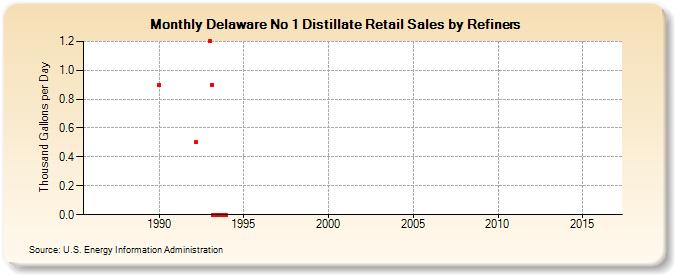 Monthly Delaware No 1 Distillate Retail Sales by Refiners
Thousand Gallons per Day
1.2
1.0
0.8
0.6
0.4
0.2
0.0
1990 1995 2000 2005 2010 2015
Source: U.S. Energy Information Administration